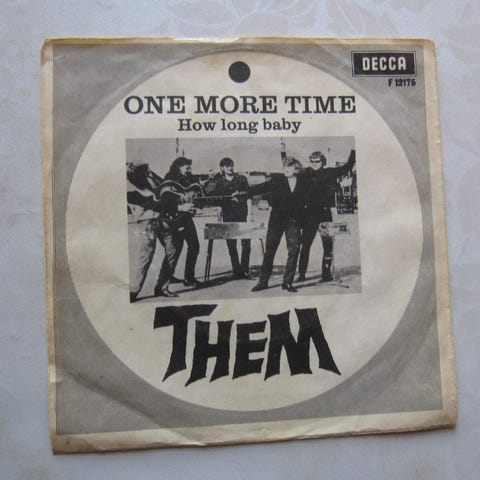 DECCA
F 12175
ONE MORE TIME
How long baby
THEM